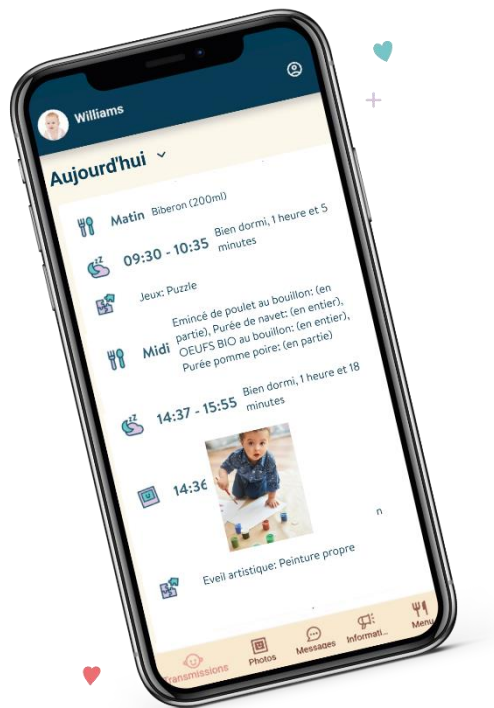 Williams
Aujourd'hui
Matin Biberon (200ml)
09:30 - 10:35 Bien dormi, 1 heure et 5
minutes
Jeux: Puzzle
Midi Emincé de poulet au bouillon: (en
partie), Purée de navet: (en entier),
OEUFS BIO au bouillon: (en entier),
Purée pomme poire: (en partie)
14:37 - 15:55 Bien dormi, 1 heure et 18
minutes
14:36
n
Eveil artistique: Peinture propre
Transmissions
Photos
Messages
Informati...
Menu